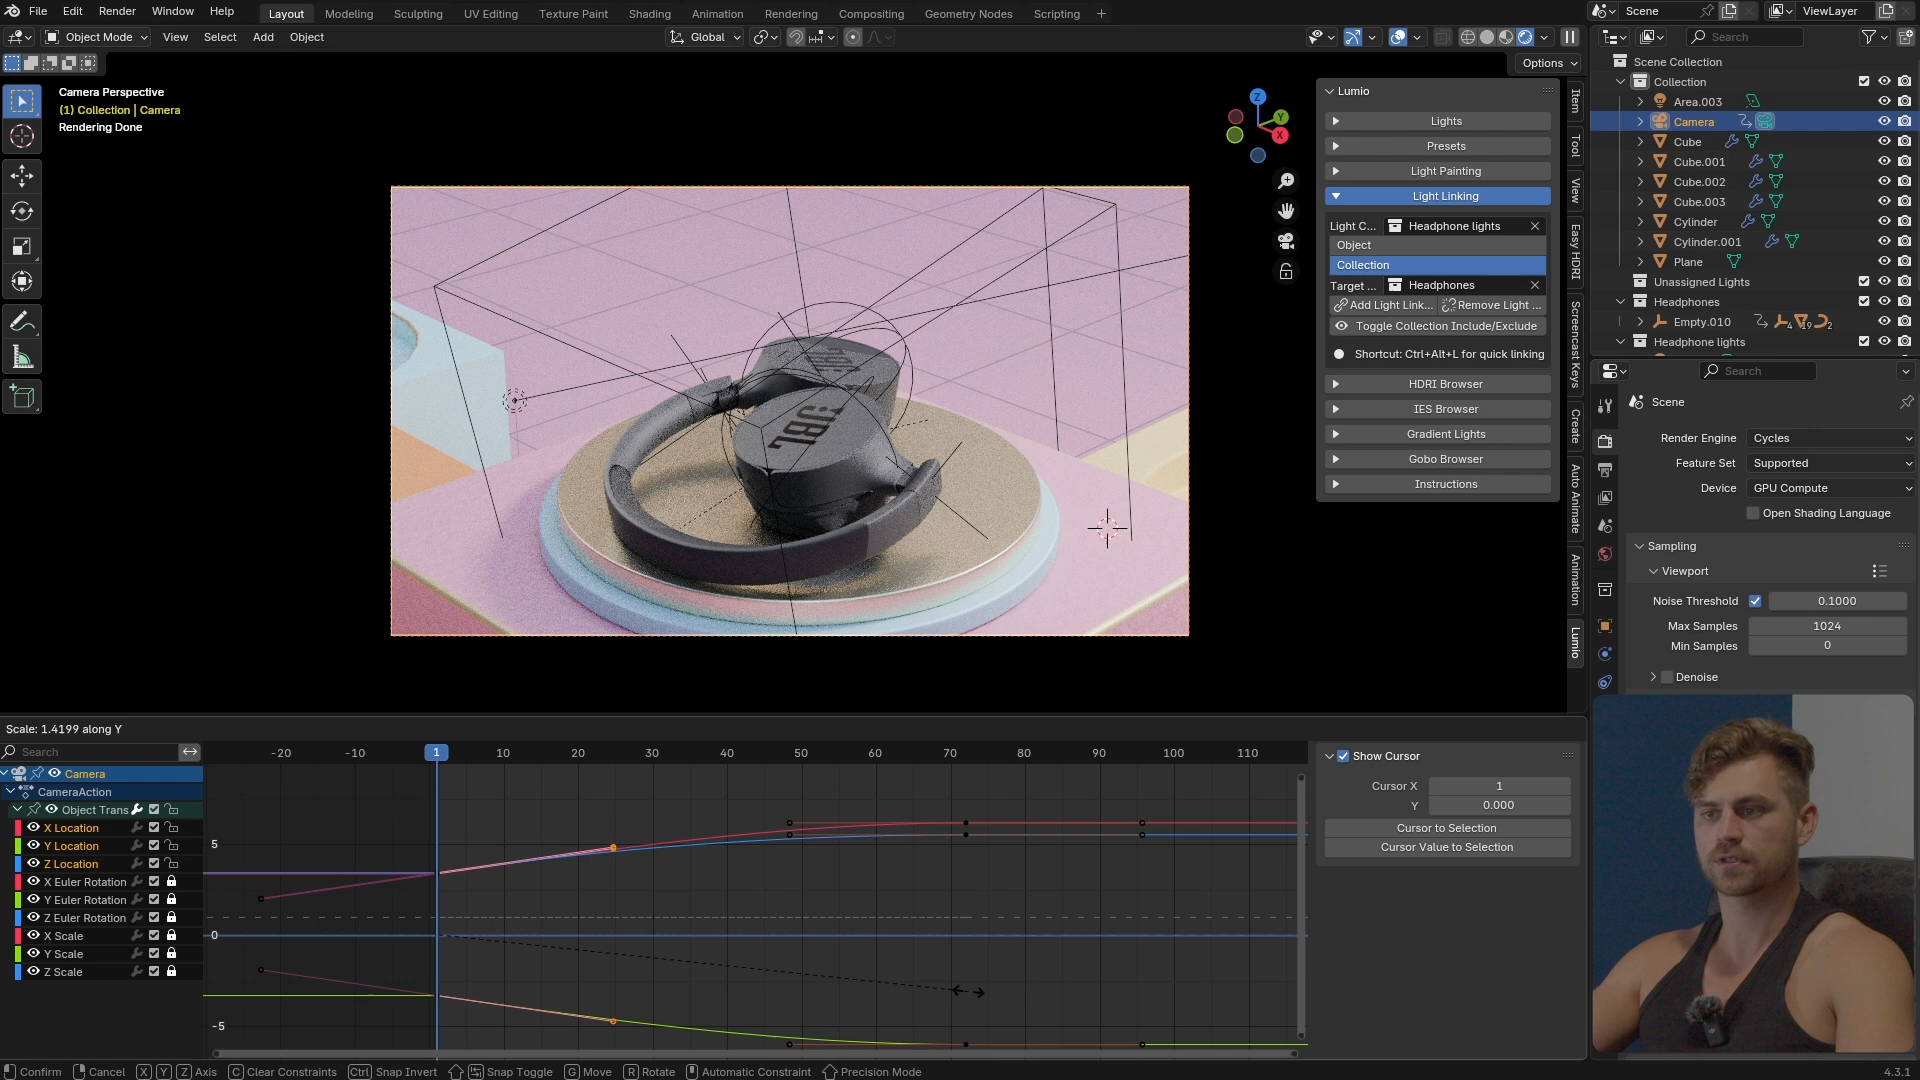 File Edit Render Window Help
Layout Modeling Sculpting UV Editing Texture Paint Shading Animation Rendering Compositing Geometry Nodes Scripting +
Scene
ViewLayer
Object Mode View Select Add Object
Global
Search
Options
Camera Perspective
(1) Collection | Camera
Rendering Done
Z
Y
X
JBL
Lumio
Lights
Presets
Light Painting
Light Linking
Light C... Headphone lights
Object
Collection
Target ... Headphones
Add Light Link... Remove Light ...
Toggle Collection Include/Exclude
Shortcut: Ctrl+Alt+L for quick linking
HDRI Browser
IES Browser
Gradient Lights
Gobo Browser
Instructions
Item
Tool
View
Easy HDRI
Screencast Keys
Create
Auto Animate
Animation
Lumio
Scene Collection
Collection
Area.003
Camera
Cube
Cube.001
Cube.002
Cube.003
Cylinder
Cylinder.001
Plane
Unassigned Lights
Headphones
Empty.010 4 19 2
Headphone lights
Search
Scene
Render Engine Cycles
Feature Set Supported
Device GPU Compute
Open Shading Language
Sampling
Viewport
Noise Threshold 0.1000
Max Samples 1024
Min Samples 0
Denoise
Scale: 1.4199 along Y
Search
-20 -10 1 10 20 30 40 50 60 70 80 90 100 110
Camera
CameraAction
Object Trans
X Location
Y Location
Z Location
X Euler Rotation
Y Euler Rotation
Z Euler Rotation
X Scale
Y Scale
Z Scale
5
0
-5
Show Cursor
Cursor X 1
Y 0.000
Cursor to Selection
Cursor Value to Selection
Confirm Cancel X Y Z Axis C Clear Constraints Ctrl Snap Invert Snap Toggle G Move R Rotate Automatic Constraint Precision Mode
4.3.1